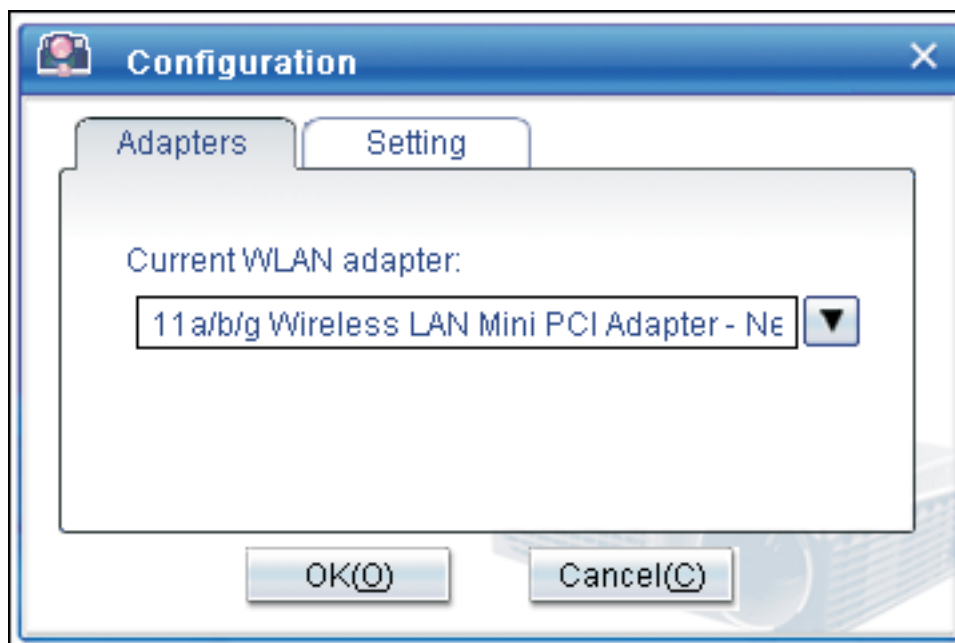 Configuration
Adapters Setting
Current WLAN adapter:
11a/b/g Wireless LAN Mini PCI Adapter - Ne
OK(O) Cancel(C)